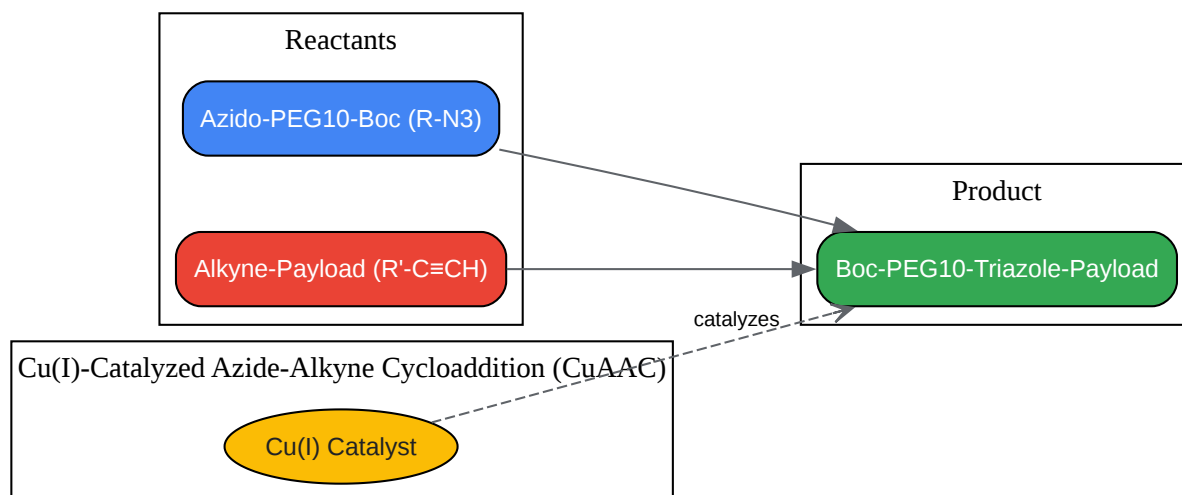 Reactants
Azido-PEG10-Boc (R-N3)
Alkyne-Payload (R'-C≡CH)
Product
Boc-PEG10-Triazole-Payload
catalyzes
Cu(I)-Catalyzed Azide-Alkyne Cycloaddition (CuAAC)
Cu(I) Catalyst